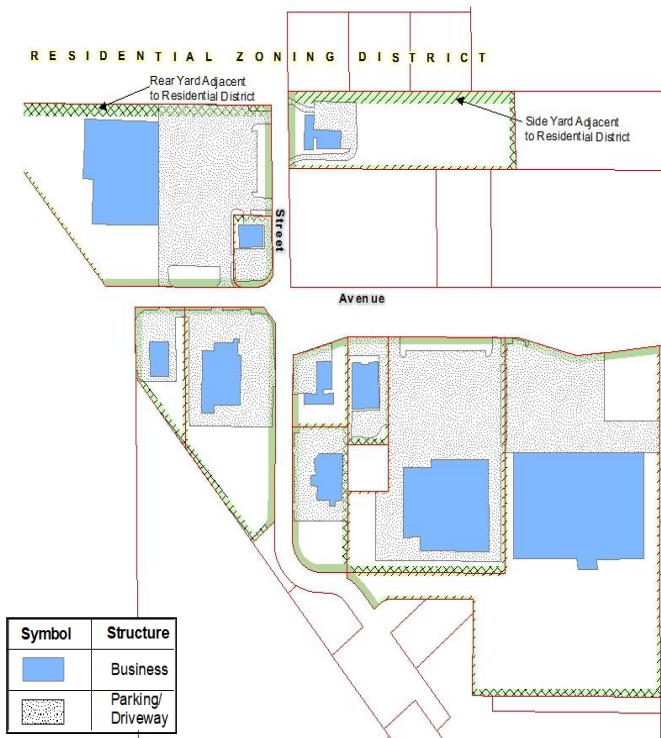 RESIDENTIAL ZONING DISTRICT
Rear Yard Adjacent
to Residential District
Side Yard Adjacent
to Residential District
Street
Avenue
Symbol Structure
Business
Parking/
Driveway